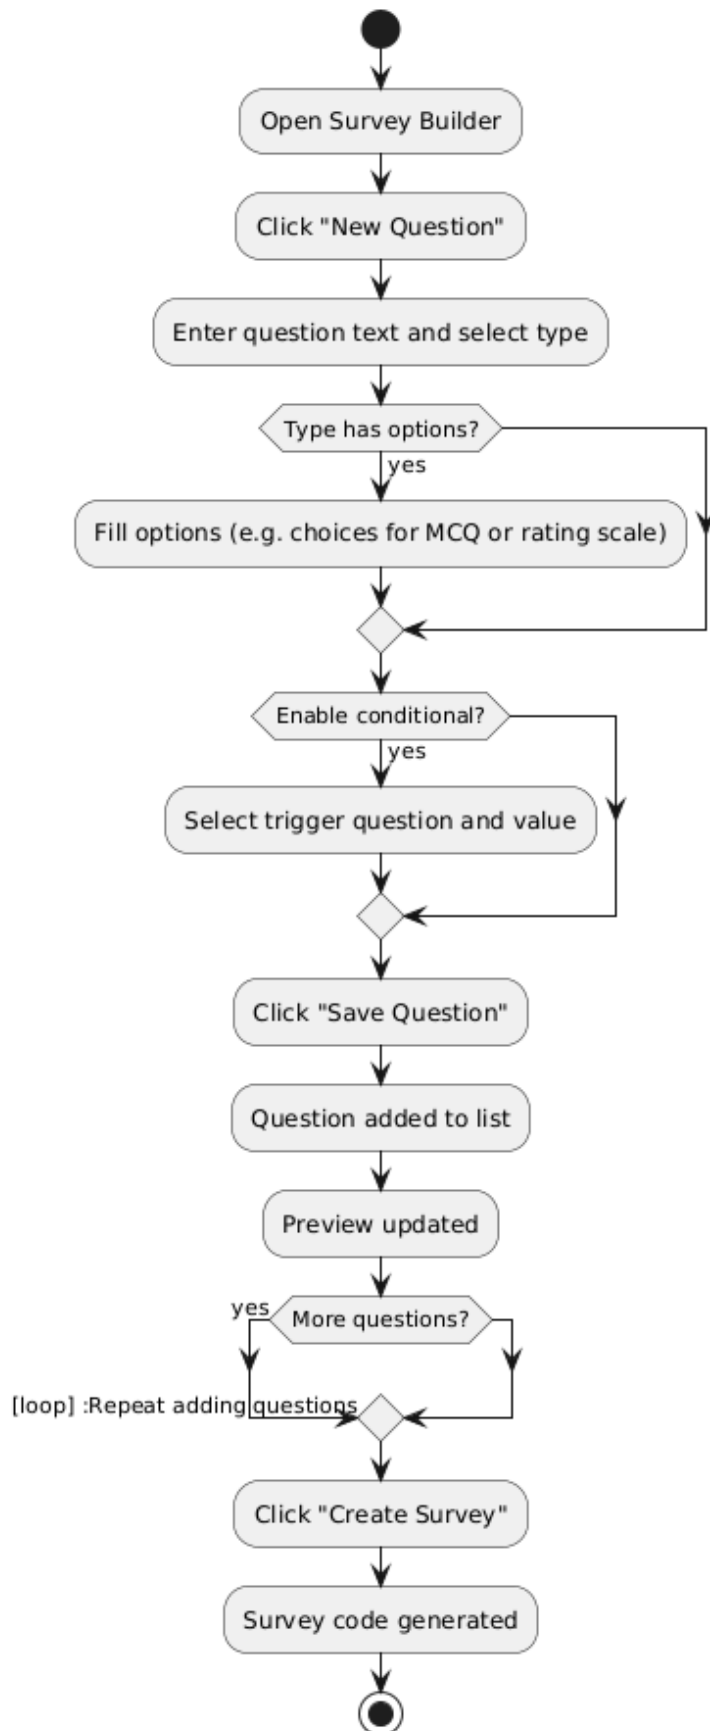 Open Survey Builder
Click "New Question"
Enter question text and select type
Type has options?
yes
Fill options (e.g. choices for MCQ or rating scale)
Enable conditional?
yes
Select trigger question and value
Click "Save Question"
Question added to list
Preview updated
yes
More questions?
[loop] :Repeat adding questions
Click "Create Survey"
Survey code generated